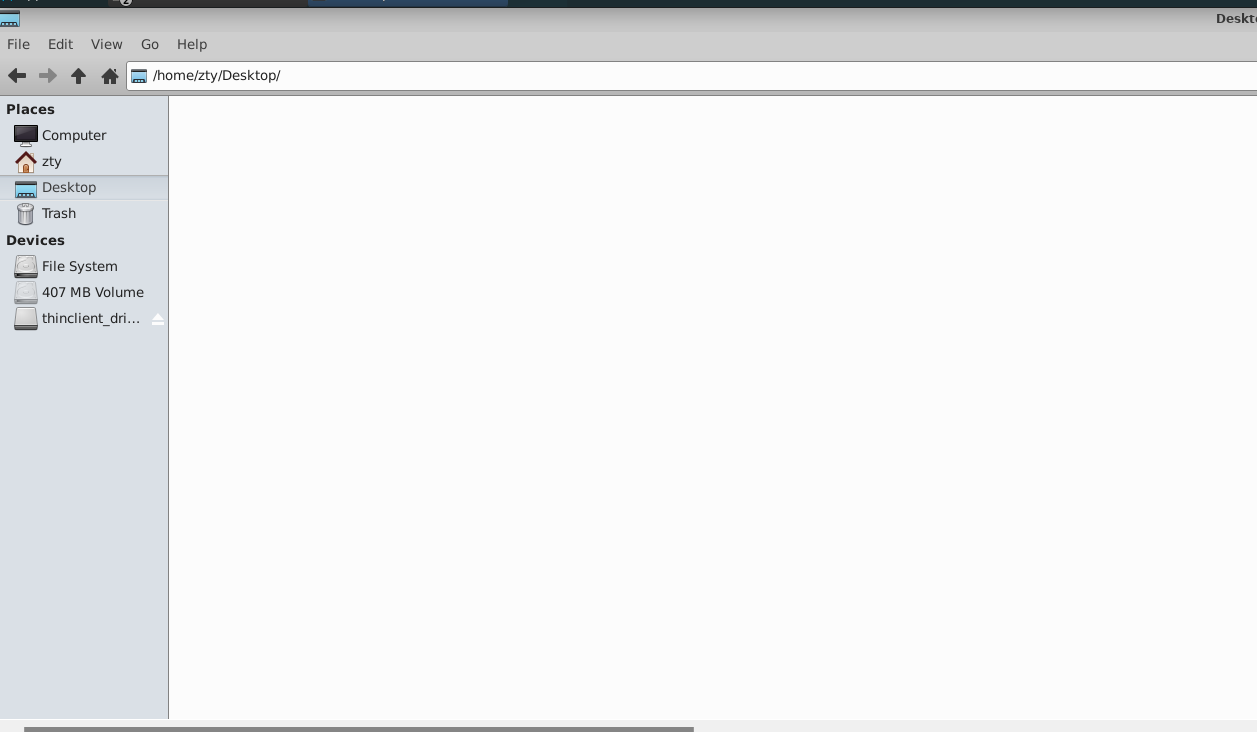 Deskto
File Edit View Go Help
/home/zty/Desktop/
Places
Computer
zty
Desktop
Trash
Devices
File System
407 MB Volume
thinclient_dri...